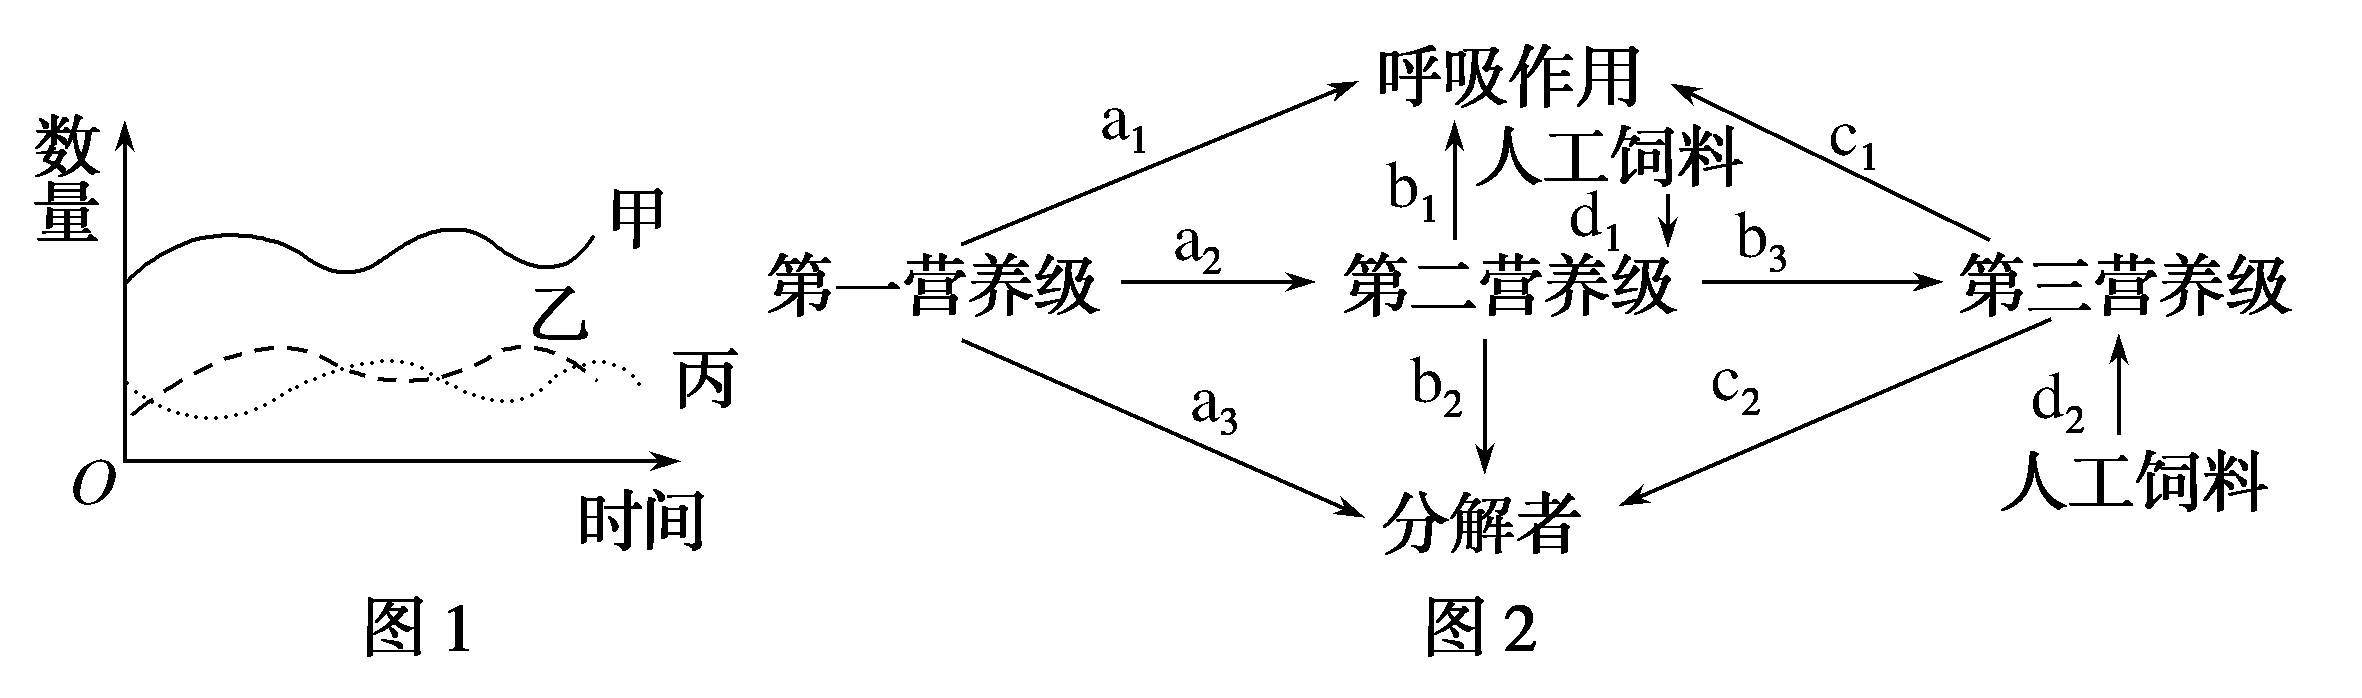 数量
甲
乙
丙
O
时间
图 1
呼吸作用
人工饲料
a₁
b₁
d₁
c₁
第一营养级
a₂
第二营养级
b₃
第三营养级
a₃
b₂
c₂
d₂
人工饲料
分解者
图 2